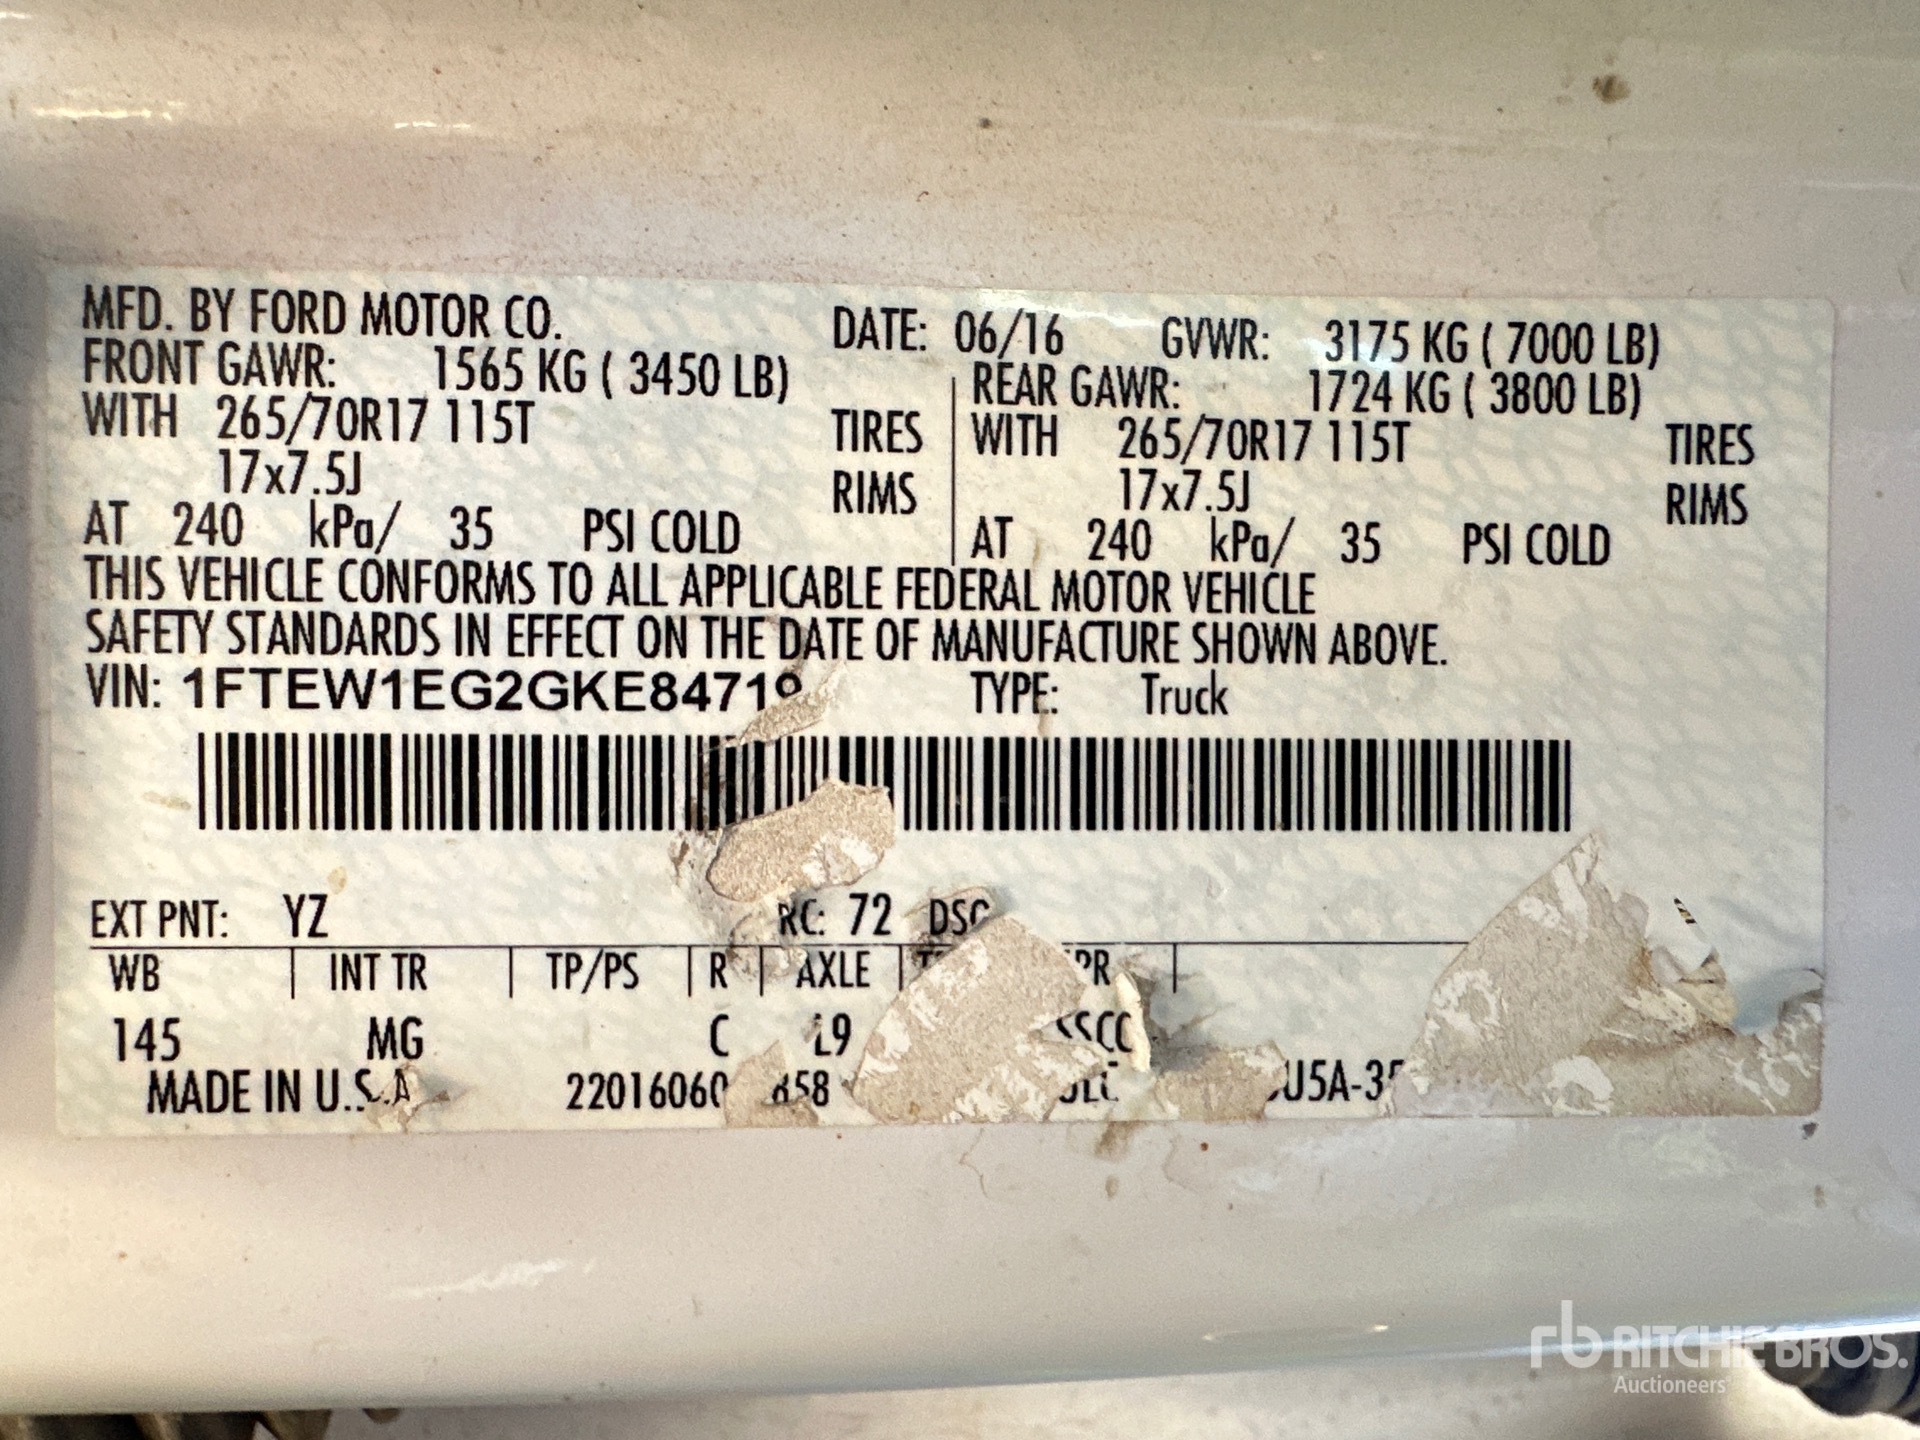 MFD. BY FORD MOTOR CO. DATE: 06/16 GVWR: 3175 KG ( 7000 LB)
FRONT GAWR: 1565 KG ( 3450 LB) REAR GAWR: 1724 KG ( 3800 LB)
WITH 265/70R17 115T TIRES WITH 265/70R17 115T TIRES
17x7.5J RIMS 17x7.5J RIMS
AT 240 kPa/ 35 PSI COLD AT 240 kPa/ 35 PSI COLD
THIS VEHICLE CONFORMS TO ALL APPLICABLE FEDERAL MOTOR VEHICLE
SAFETY STANDARDS IN EFFECT ON THE DATE OF MANUFACTURE SHOWN ABOVE.
VIN: TYPE: Truck
EXT PNT: YZ RC: 72 DSO
WB INT TR TP/PS R AXLE
145 MG C L9
MADE IN U.S.A
rb RITCHIE BROS.
Auctioneers